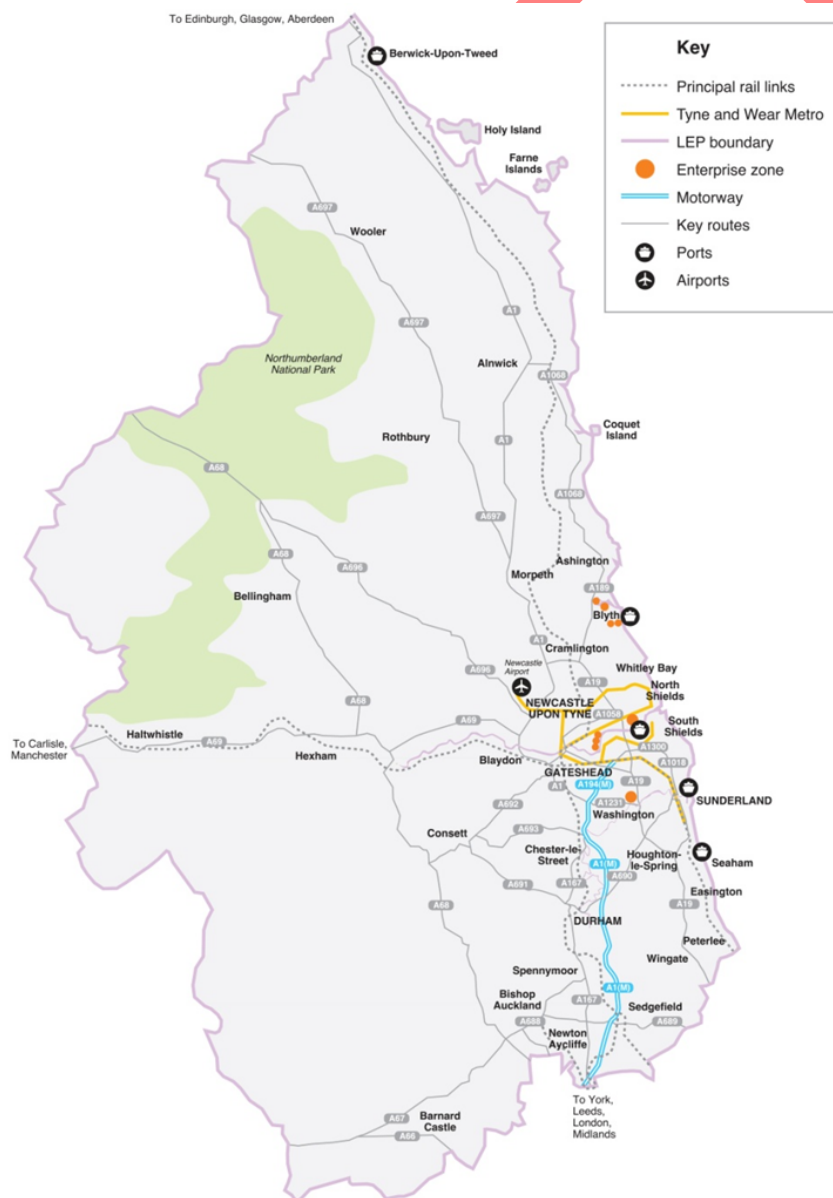 To Edinburgh, Glasgow, Aberdeen
Berwick-Upon-Tweed
Key
Principal rail links
Tyne and Wear Metro
LEP boundary
Enterprise zone
Motorway
Key routes
Ports
Airports
Holy Island
Farne
Islands
A697
Wooler
A1
A697
Northumberland
National Park
Alnwick
A1068
Coquet
Island
Rothbury
A1
A68
A1068
A697
A68
A696
Ashington
Morpeth
A189
Bellingham
Blyth
A1
Cramlington
Newcastle
Airport
A696
Whitley Bay
A19
North
Shields
NEWCASTLE
UPON TYNE
A68
A1058
A69
South
Shields
Haltwhistle
A69
To Carlisle,
Manchester
Hexham
A1300
Blaydon
A1018
GATESHEAD
A1
A194(M)
A19
SUNDERLAND
A692
A1231
Washington
Consett
A693
Chester-le-
Street
A1(M)
Houghton-
le-Spring
Seaham
A691
A167
A690
Easington
A68
A19
DURHAM
Peterlee
Wingate
Spennymoor
A1(M)
Bishop
Auckland
A167
Sedgefield
A688
A689
Newton
Aycliffe
To York,
Leeds,
London,
Midlands
A67
Barnard
Castle
A66